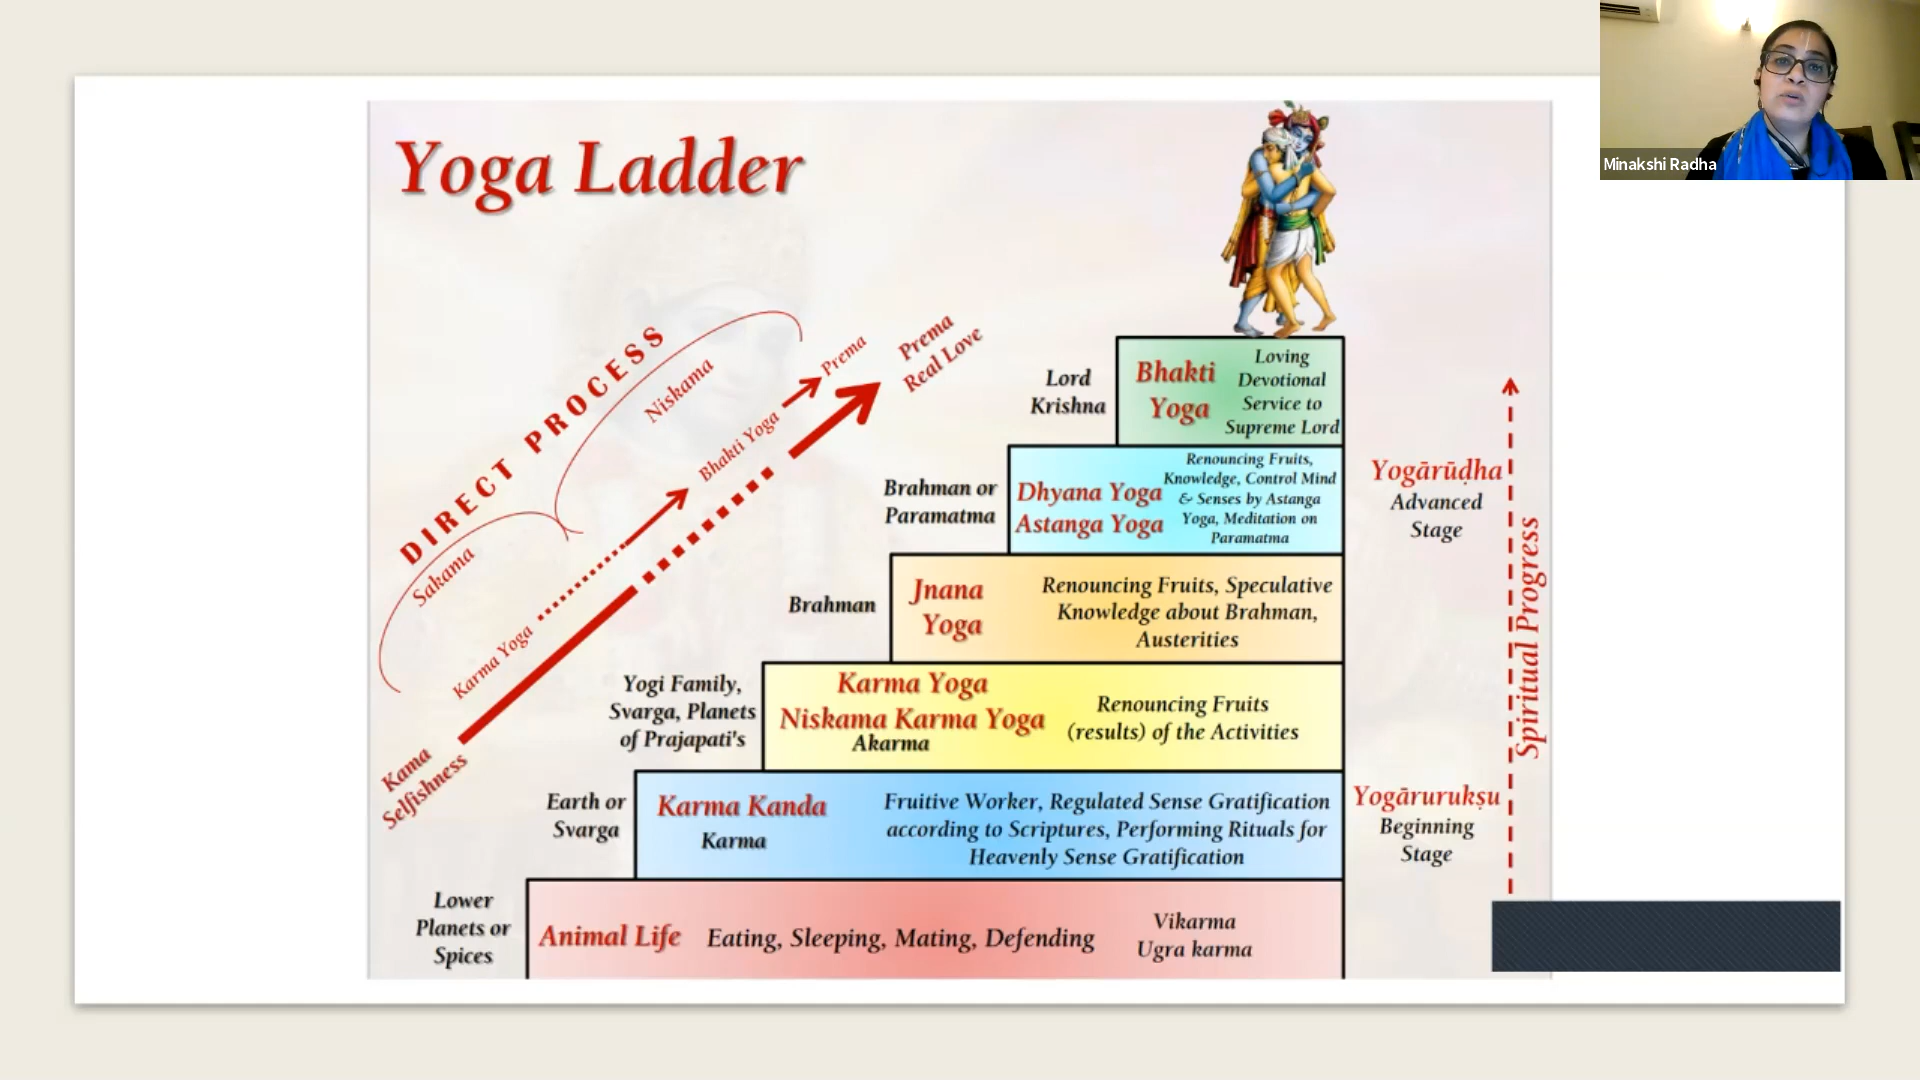 Yoga Ladder
Minakshi Radha
DIRECT PROCESS
Sakama
Niskama
Karma Yoga
Bhakti Yoga
Prema
Kama
Selfishness
Prema
Real Love
Lord
Krishna
Bhakti
Yoga
Loving
Devotional
Service to
Supreme Lord
Brahman or
Paramatma
Dhyana Yoga
Astanga Yoga
Renouncing Fruits,
Knowledge, Control Mind
& Senses by Astanga
Yoga, Meditation on
Paramatma
Brahman
Jnana
Yoga
Renouncing Fruits, Speculative
Knowledge about Brahman,
Austerities
Yogi Family,
Svarga, Planets
of Prajapati's
Karma Yoga
Niskama Karma Yoga
Akarma
Renouncing Fruits
(results) of the Activities
Earth or
Svarga
Karma Kanda
Karma
Fruitive Worker, Regulated Sense Gratification
according to Scriptures, Performing Rituals for
Heavenly Sense Gratification
Lower
Planets or
Spices
Animal Life
Eating, Sleeping, Mating, Defending
Vikarma
Ugra karma
Yogārūḍha
Advanced
Stage
Yogārurukṣu
Beginning
Stage
Spiritual Progress